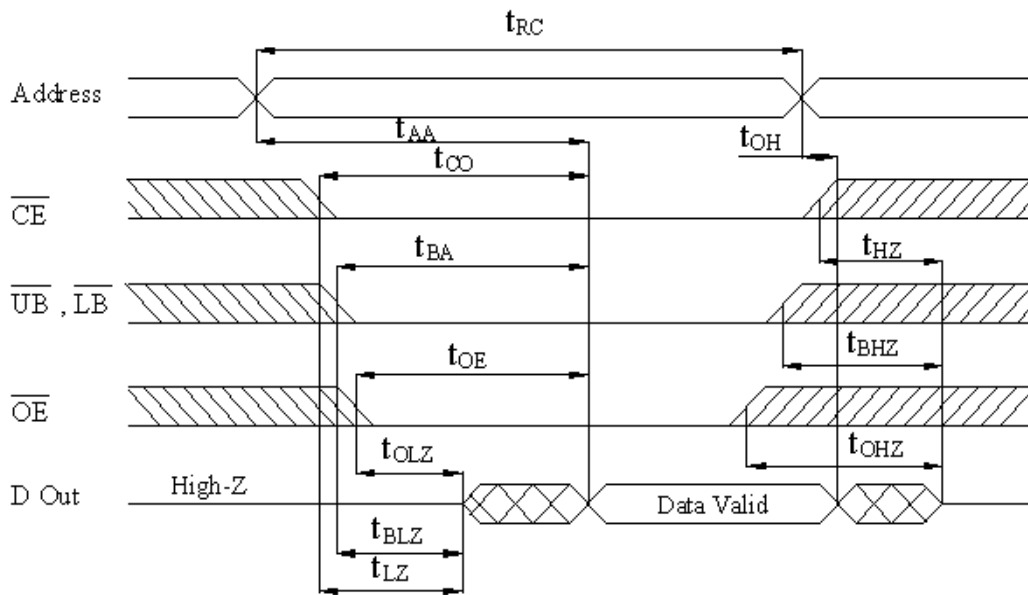 tRC
Address
tAA
tOH
tCO
CE
tHZ
tBA
UB , LB
tBHZ
tOE
OE
tOLZ
tOHZ
High-Z
D Out
Data Valid
tBLZ
tLZ